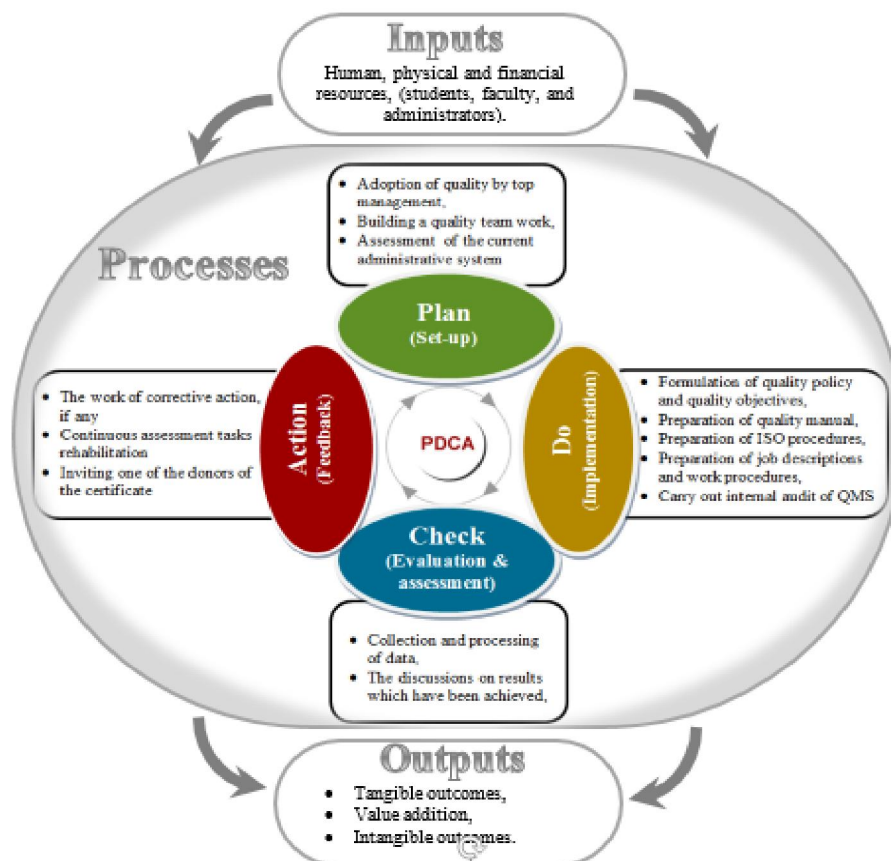 Inputs
Human, physical and financial
resources, (students, faculty, and
administrators).
Processes
• Adoption of quality by top
management,
• Building a quality team work,
• Assessment of the current
administrative system
Plan
(Set-up)
• The work of corrective action,
if any
• Continuous assessment tasks
rehabilitation
• Inviting one of the donors of
the certificate
Action
(Feedback)
PDCA
Do
(Implementation)
• Formulation of quality policy
and quality objectives,
• Preparation of quality manual,
• Preparation of ISO procedures,
• Preparation of job descriptions
and work procedures,
• Carry out internal audit of QMS
Check
(Evaluation &
assessment)
• Collection and processing
of data,
• The discussions on results
which have been achieved,
Outputs
• Tangible outcomes,
• Value addition,
• Intangible outcomes.